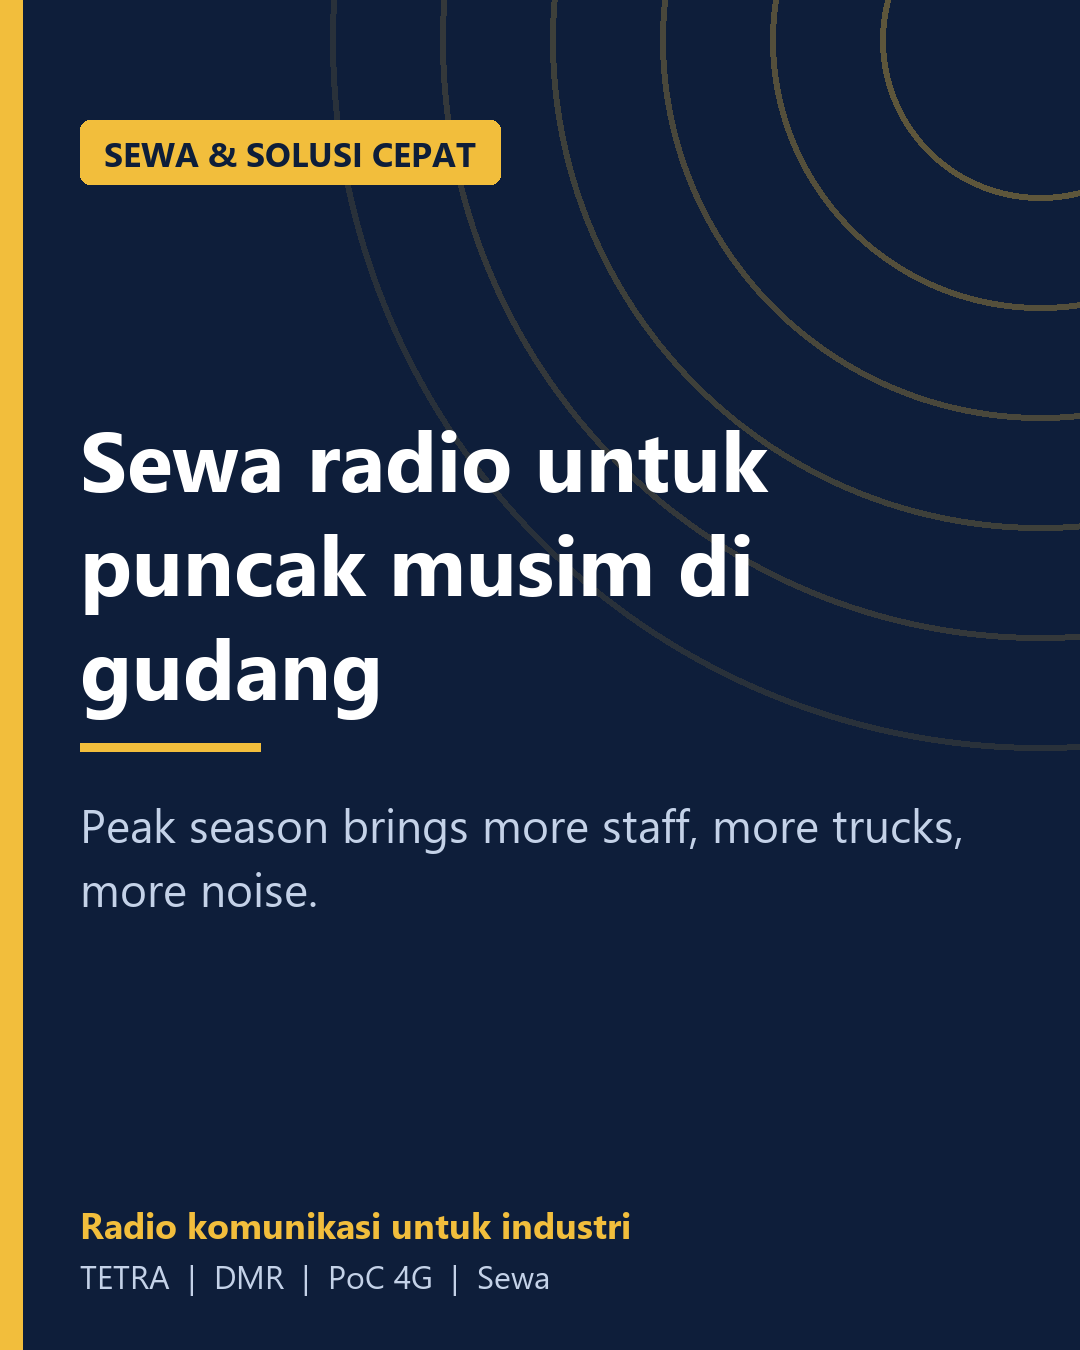 SEWA & SOLUSI CEPAT
Sewa radio untuk
puncak musim di
gudang
Peak season brings more staff, more trucks,
more noise.
Radio komunikasi untuk industri
TETRA | DMR | PoC 4G | Sewa